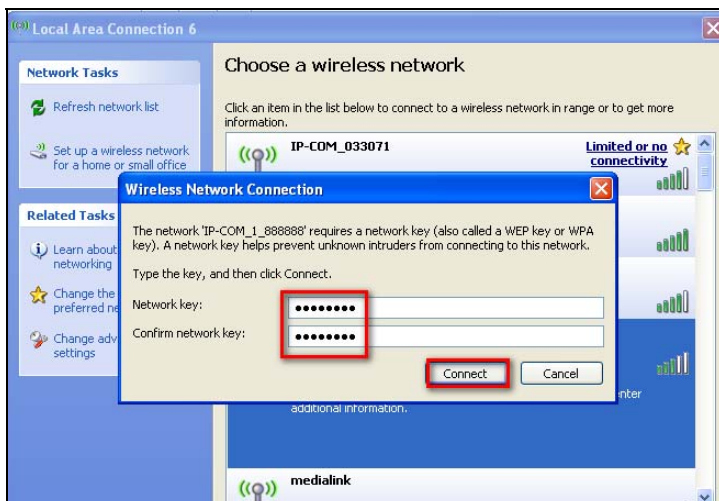 Local Area Connection 6
Network Tasks
Refresh network list
Set up a wireless network
for a home or small office
Related Tasks
Learn about
networking
Change the
preferred ne
Change adv
settings
Choose a wireless network
Click an item in the list below to connect to a wireless network in range or to get more
information.
IP-COM_033071
Limited or no
connectivity
Wireless Network Connection
The network 'IP-COM_1_888888' requires a network key (also called a WEP key or WPA
key). A network key helps prevent unknown intruders from connecting to this network.
Type the key, and then click Connect.
Network key:
••••••••
Confirm network key:
••••••••
Connect
Cancel
enter
additional information.
medialink